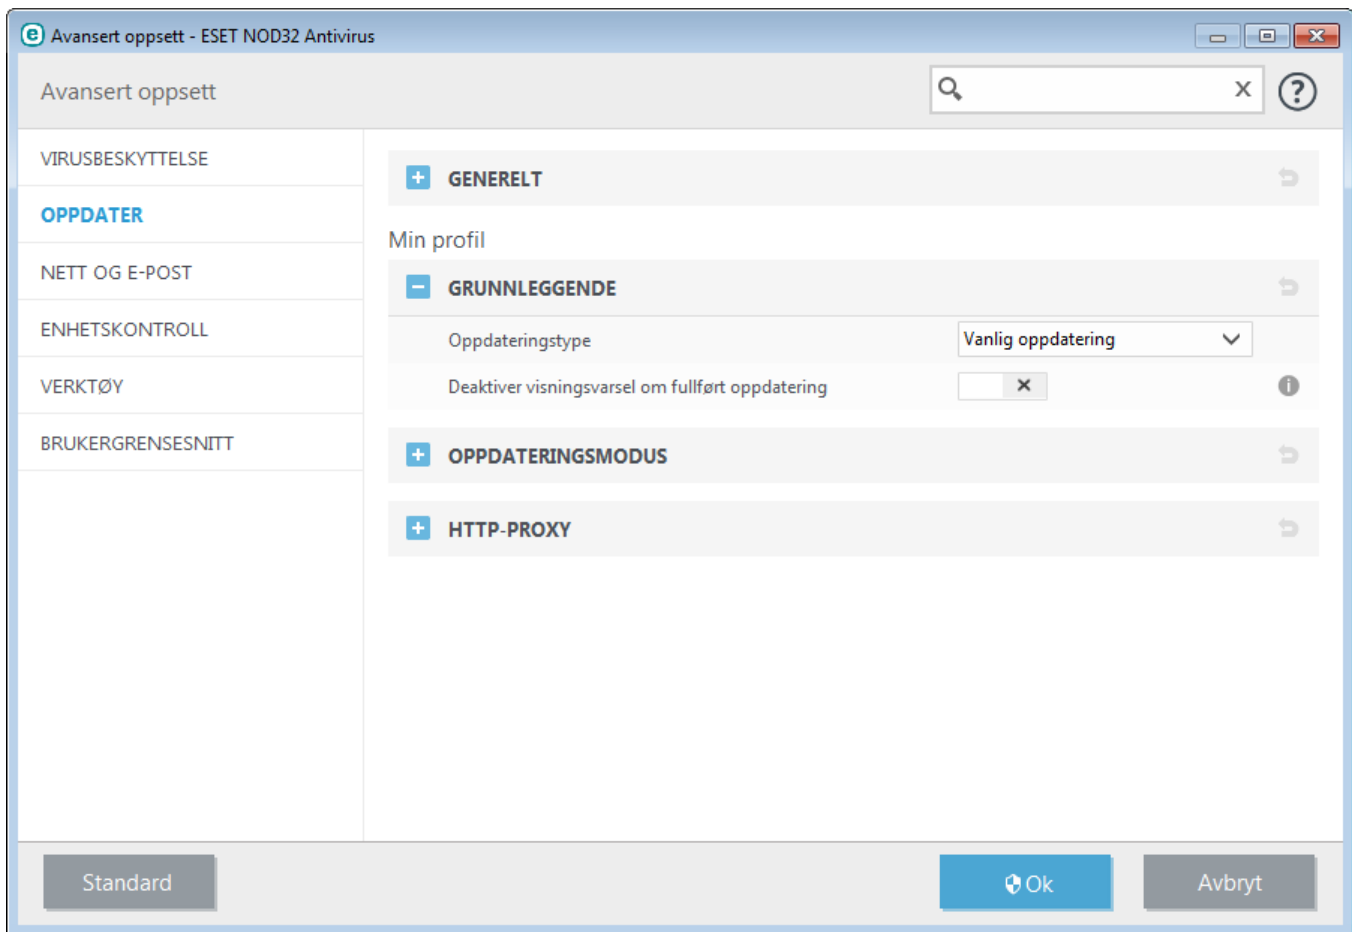 Avansert oppsett - ESET NOD32 Antivirus
Avansert oppsett
VIRUSBESKYTTELSE
OPPDATER
NETT OG E-POST
ENHETSKONTROLL
VERKTØY
BRUKERGRENSESNITT
GENERELT
Min profil
GRUNNLEGGENDE
Oppdateringstype
Vanlig oppdatering
Deaktiver visningsvarsel om fullført oppdatering
OPPDATERINGSMODUS
HTTP-PROXY
Standard
Ok
Avbryt